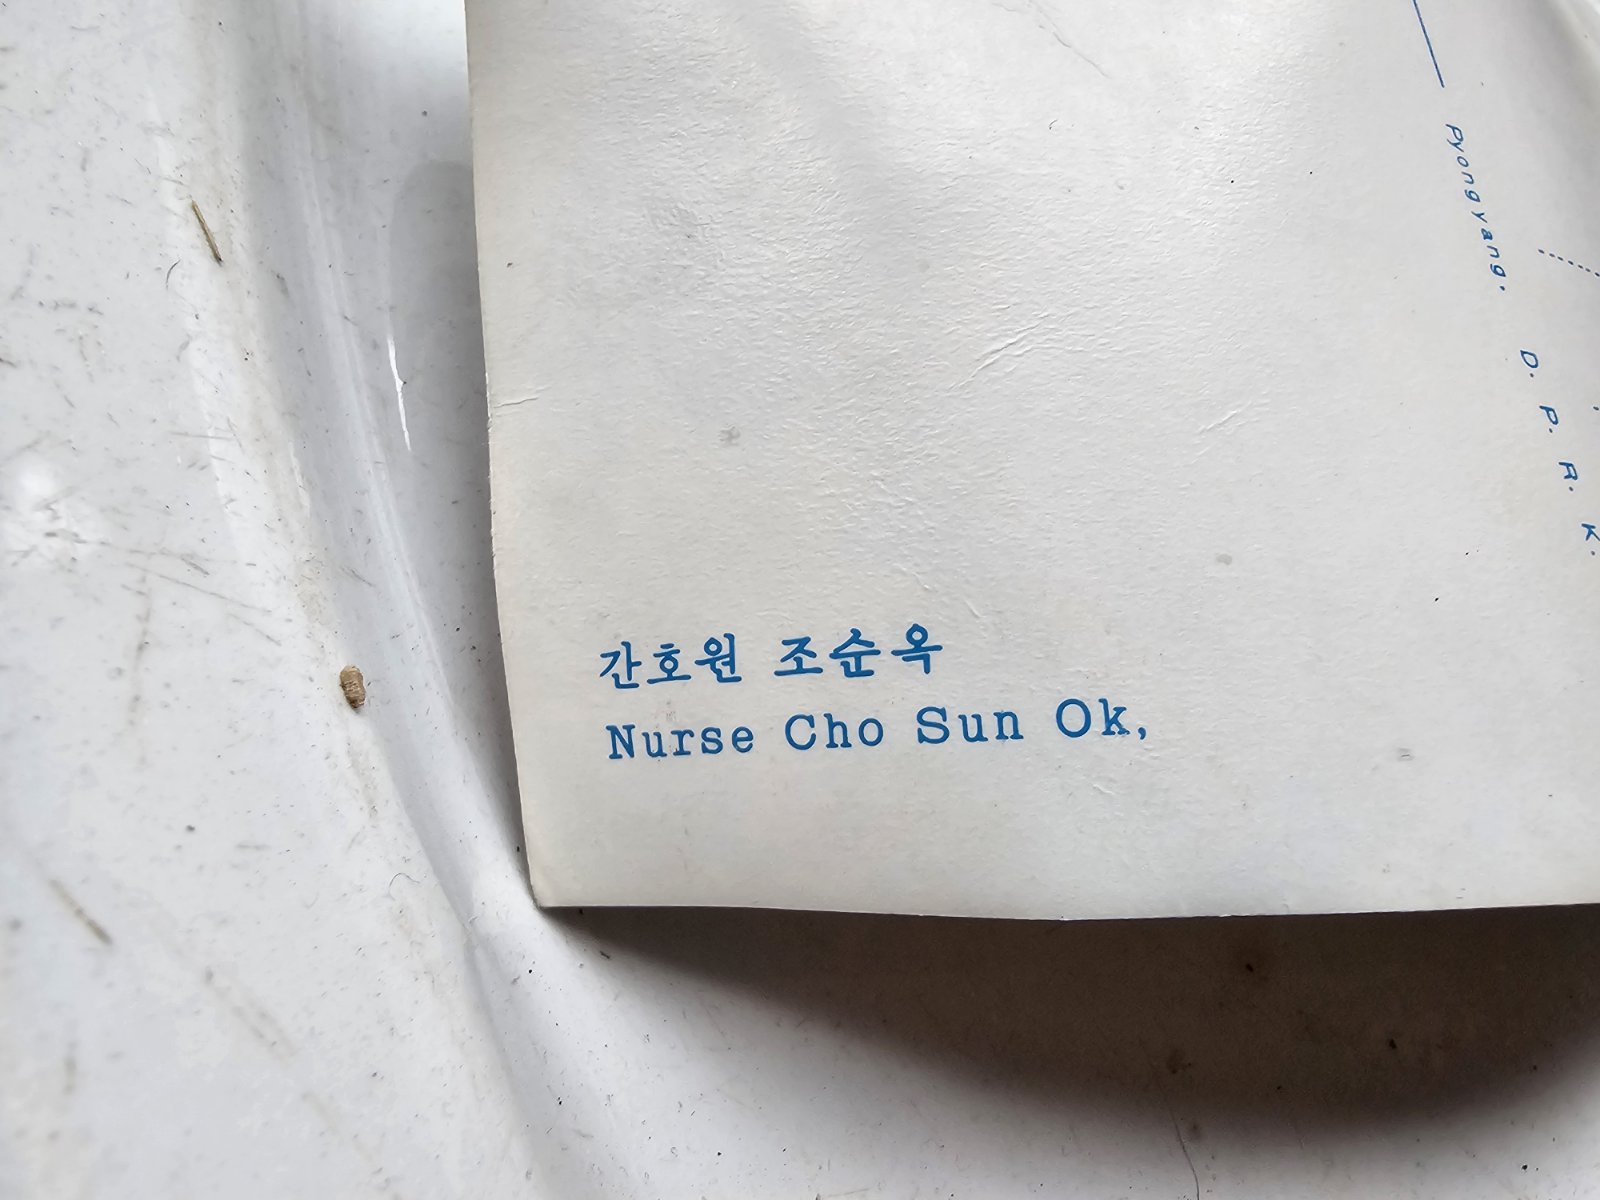 간호원 조순옥
Nurse Cho Sun Ok,
Pyongyang. D. P. R. K.